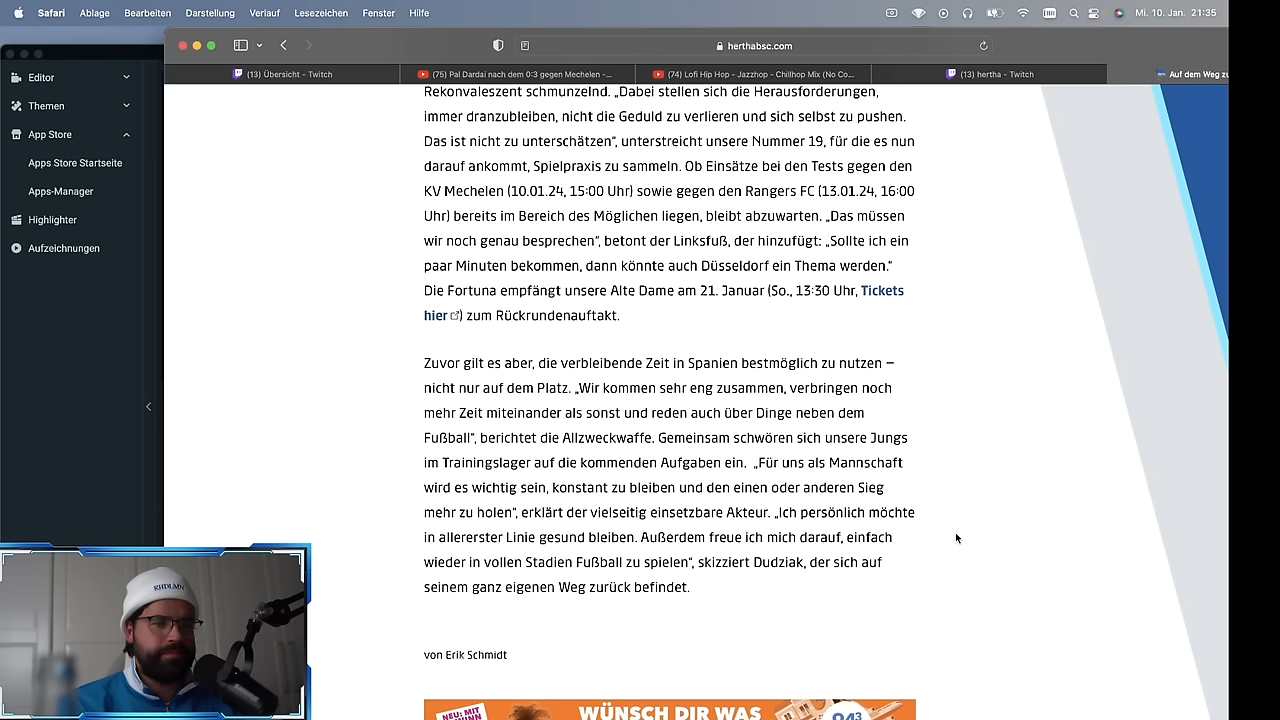 Safari Ablage Bearbeiten Darstellung Verlauf Lesezeichen Fenster Hilfe Mi. 10. Jan. 21:35
herthabsc.com
(13) Übersicht - Twitch (75) Pal Dardai nach dem 0:3 gegen Mechelen -... (74) Lofi Hip Hop - Jazzhop - Chillhop Mix (No Co... (13) hertha - Twitch Auf dem Weg zu
Editor
Themen
App Store
Apps Store Startseite
Apps-Manager
Highlighter
Aufzeichnungen
Rekonvaleszent schmunzelnd. „Dabei stellen sich die Herausforderungen,
immer dranzubleiben, nicht die Geduld zu verlieren und sich selbst zu pushen.
Das ist nicht zu unterschätzen“, unterstreicht unsere Nummer 19, für die es nun
darauf ankommt, Spielpraxis zu sammeln. Ob Einsätze bei den Tests gegen den
KV Mechelen (10.01.24, 15:00 Uhr) sowie gegen den Rangers FC (13.01.24, 16:00
Uhr) bereits im Bereich des Möglichen liegen, bleibt abzuwarten. „Das müssen
wir noch genau besprechen“, betont der Linksfuß, der hinzufügt: „Sollte ich ein
paar Minuten bekommen, dann könnte auch Düsseldorf ein Thema werden.“
Die Fortuna empfängt unsere Alte Dame am 21. Januar (So., 13:30 Uhr, Tickets
hier) zum Rückrundenauftakt.
Zuvor gilt es aber, die verbleibende Zeit in Spanien bestmöglich zu nutzen –
nicht nur auf dem Platz. „Wir kommen sehr eng zusammen, verbringen noch
mehr Zeit miteinander als sonst und reden auch über Dinge neben dem
Fußball“, berichtet die Allzweckwaffe. Gemeinsam schwören sich unsere Jungs
im Trainingslager auf die kommenden Aufgaben ein. „Für uns als Mannschaft
wird es wichtig sein, konstant zu bleiben und den einen oder anderen Sieg
mehr zu holen“, erklärt der vielseitig einsetzbare Akteur. „Ich persönlich möchte
in allererster Linie gesund bleiben. Außerdem freue ich mich darauf, einfach
wieder in vollen Stadien Fußball zu spielen“, skizziert Dudziak, der sich auf
seinem ganz eigenen Weg zurück befindet.
von Erik Schmidt
NEU: MIT
WÜNSCH DIR WAS
94³
RHDLMN